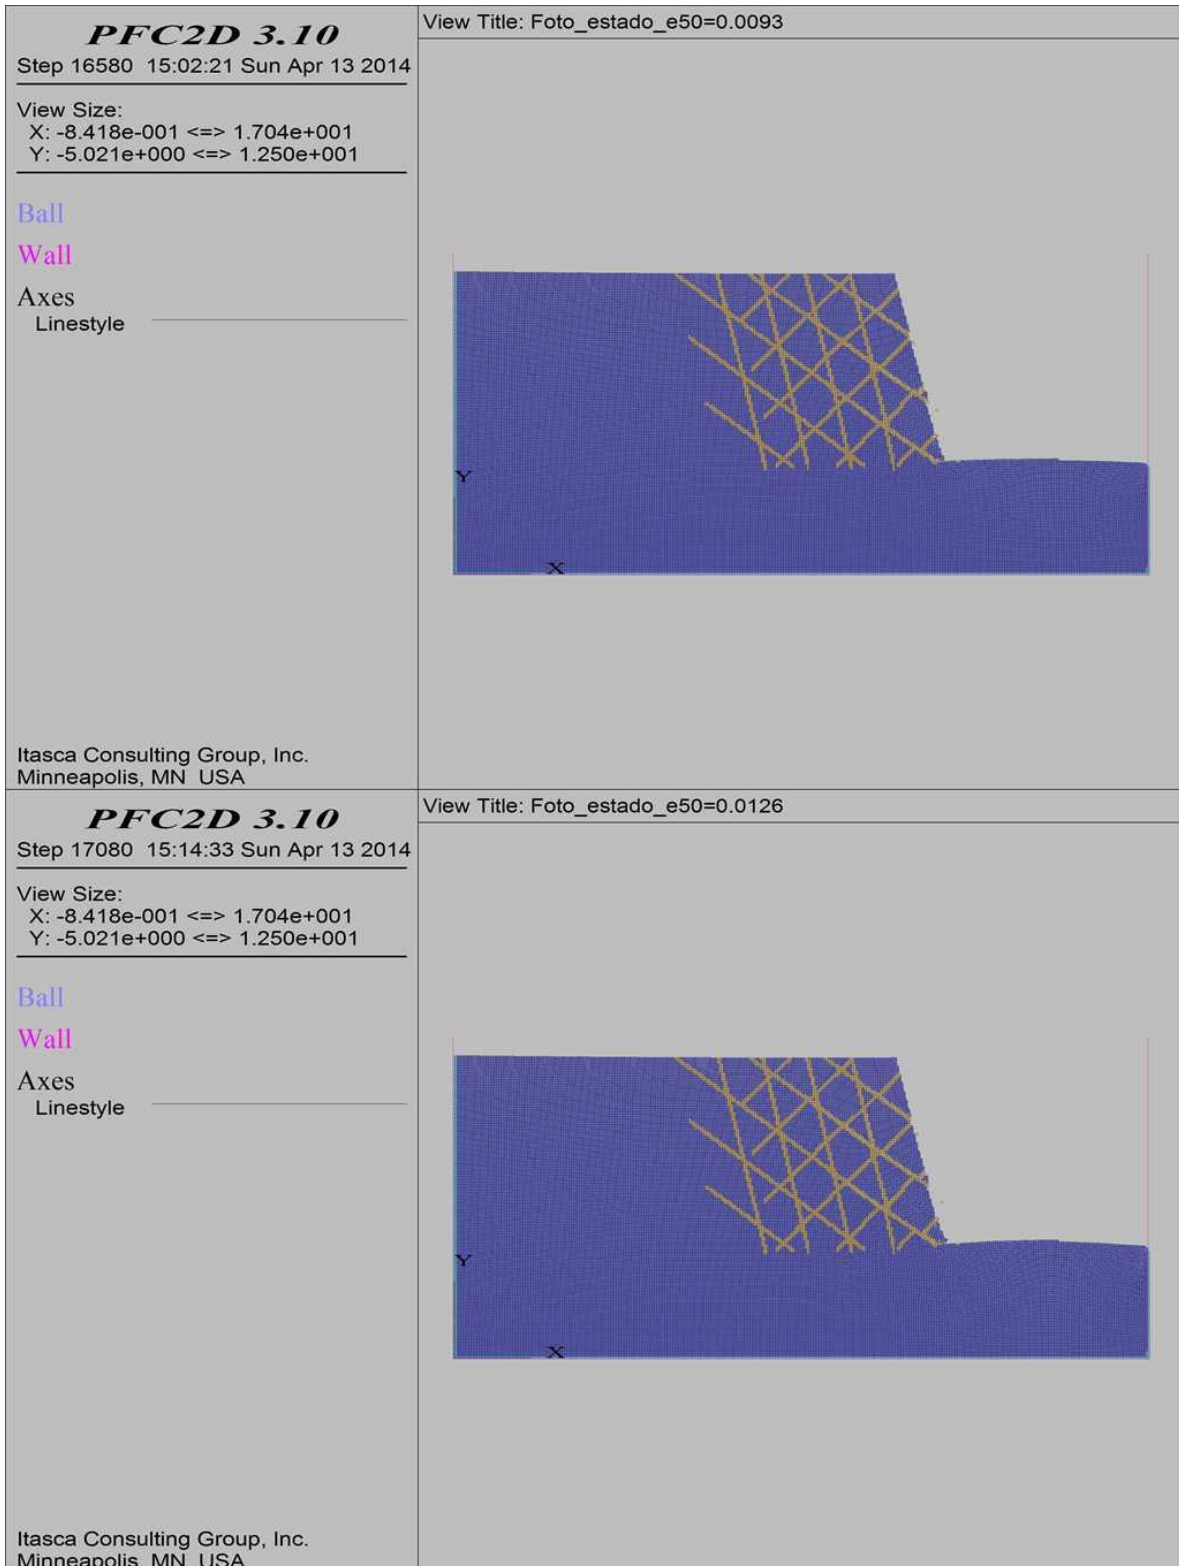 PFC2D 3.10
Step 16580  15:02:21 Sun Apr 13 2014
View Size:
X: -8.418e-001 <=> 1.704e+001
Y: -5.021e+000 <=> 1.250e+001
Ball
Wall
Axes
Linestyle
Itasca Consulting Group, Inc.
Minneapolis, MN  USA
View Title: Foto_estado_e50=0.0093
Y
X
PFC2D 3.10
Step 17080  15:14:33 Sun Apr 13 2014
View Size:
X: -8.418e-001 <=> 1.704e+001
Y: -5.021e+000 <=> 1.250e+001
Ball
Wall
Axes
Linestyle
Itasca Consulting Group, Inc.
Minneapolis, MN  USA
View Title: Foto_estado_e50=0.0126
Y
X